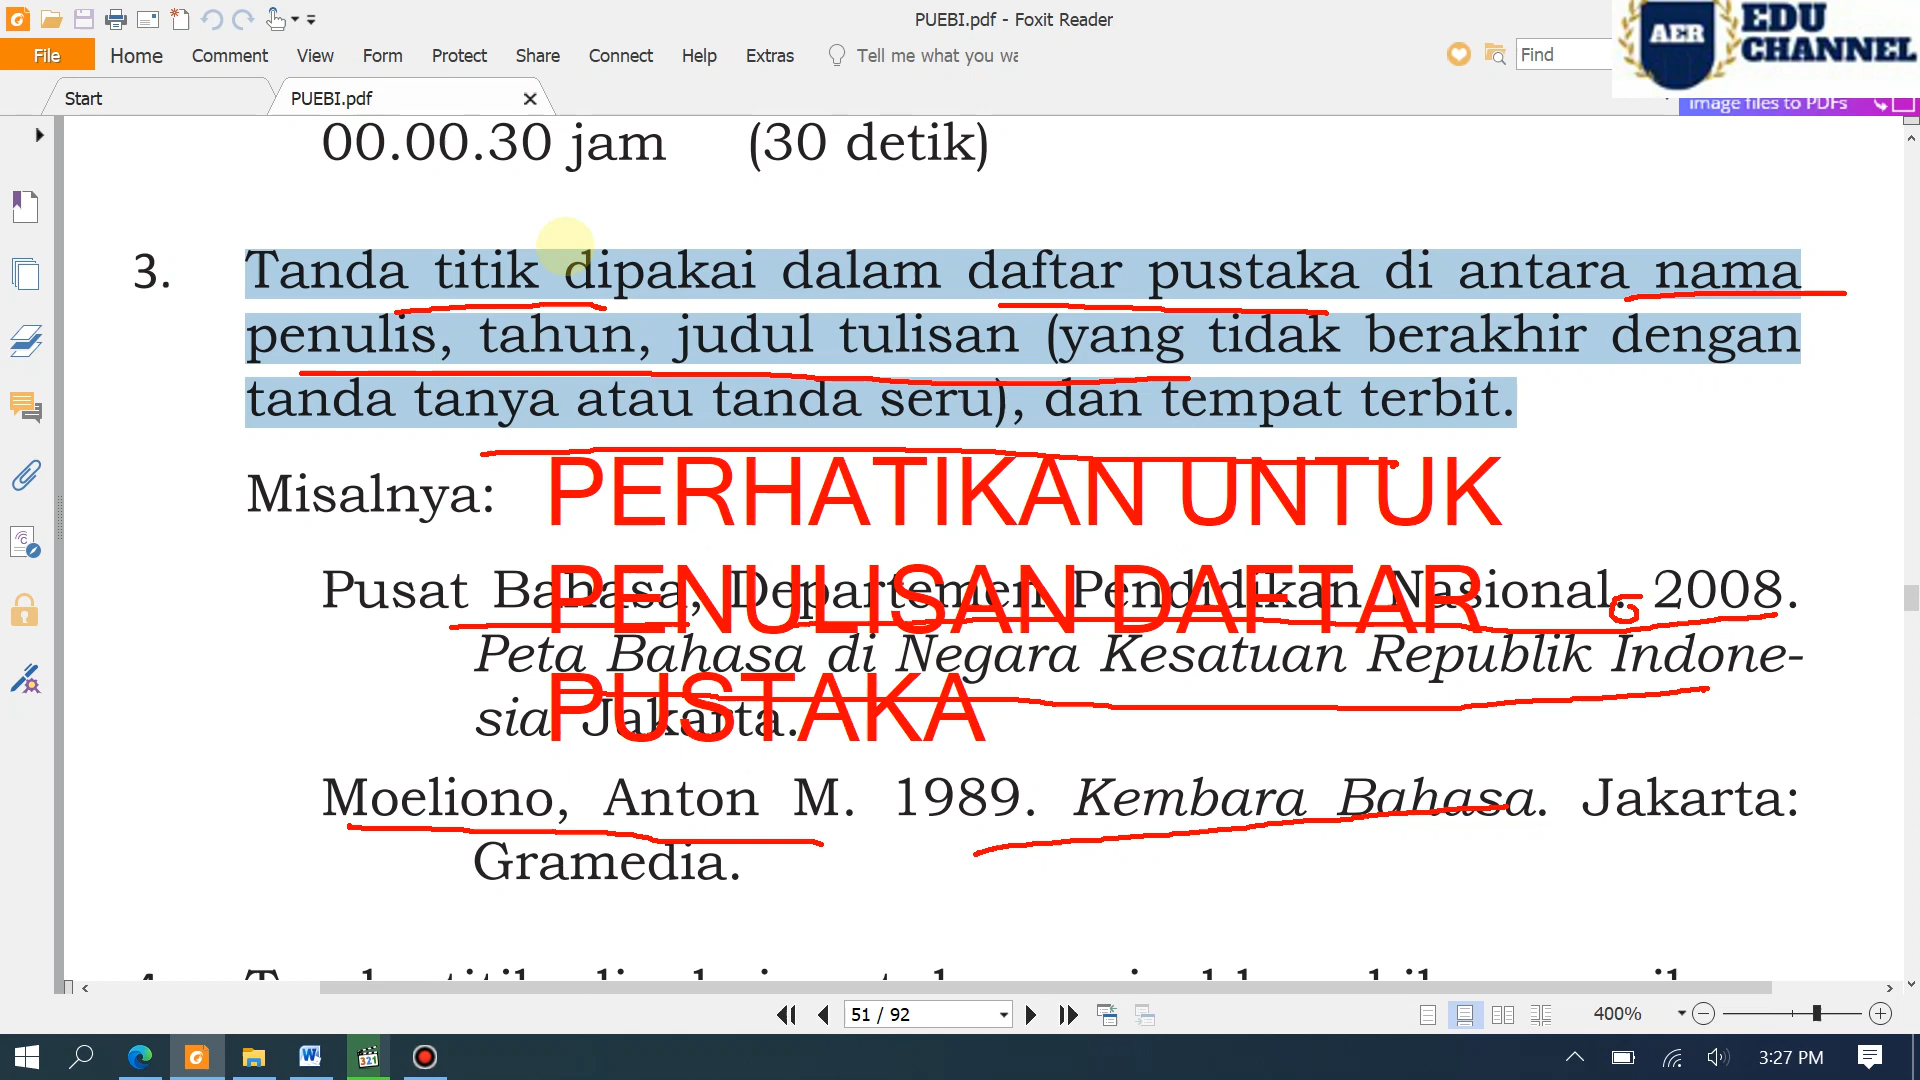 PUEBI.pdf - Foxit Reader
AER EDU CHANNEL
File Home Comment View Form Protect Share Connect Help Extras Tell me what you wa Find
Image files to PDFs
Start PUEBI.pdf
00.00.30 jam (30 detik)
3. Tanda titik dipakai dalam daftar pustaka di antara nama
penulis, tahun, judul tulisan (yang tidak berakhir dengan
tanda tanya atau tanda seru), dan tempat terbit.
Misalnya:
PERHATIKAN UNTUK
PENULISAN DAFTAR
PUSTAKA
Pusat Bahasa, Departemen Pendidikan Nasional. 2008.
Peta Bahasa di Negara Kesatuan Republik Indone-
sia Jakarta.
Moeliono, Anton M. 1989. Kembara Bahasa. Jakarta:
Gramedia.
51 / 92
400%
3:27 PM